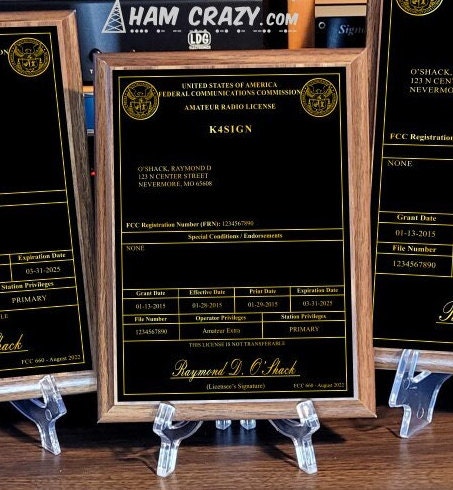 HAM CRAZY.COM
LDG
Signa
UNITED STATES OF AMERICA
FEDERAL COMMUNICATIONS COMMISSION
AMATEUR RADIO LICENSE
K4SIGN
O'SHACK, RAYMOND D
123 N CENTER STREET
NEVERMORE, MO 65608
FCC Registration Number (FRN): 1234567890
Special Conditions / Endorsements
NONE
Grant Date Effective Date Print Date Expiration Date
01-13-2015 01-28-2015 01-29-2015 03-31-2025
File Number Operator Privileges Station Privileges
1234567890 Amateur Extra PRIMARY
THIS LICENSE IS NOT TRANSFERABLE
Raymond D. O'Shack
(Licensee's Signature)
FCC 660 - August 2022
Expiration Date
03-31-2025
Station Privileges
PRIMARY
hack
FCC 660 - August 2022
O'SHACK,
123 N
NEVERMO
FCC Registration
NONE
Grant Date
01-13-2015
File Number
1234567890